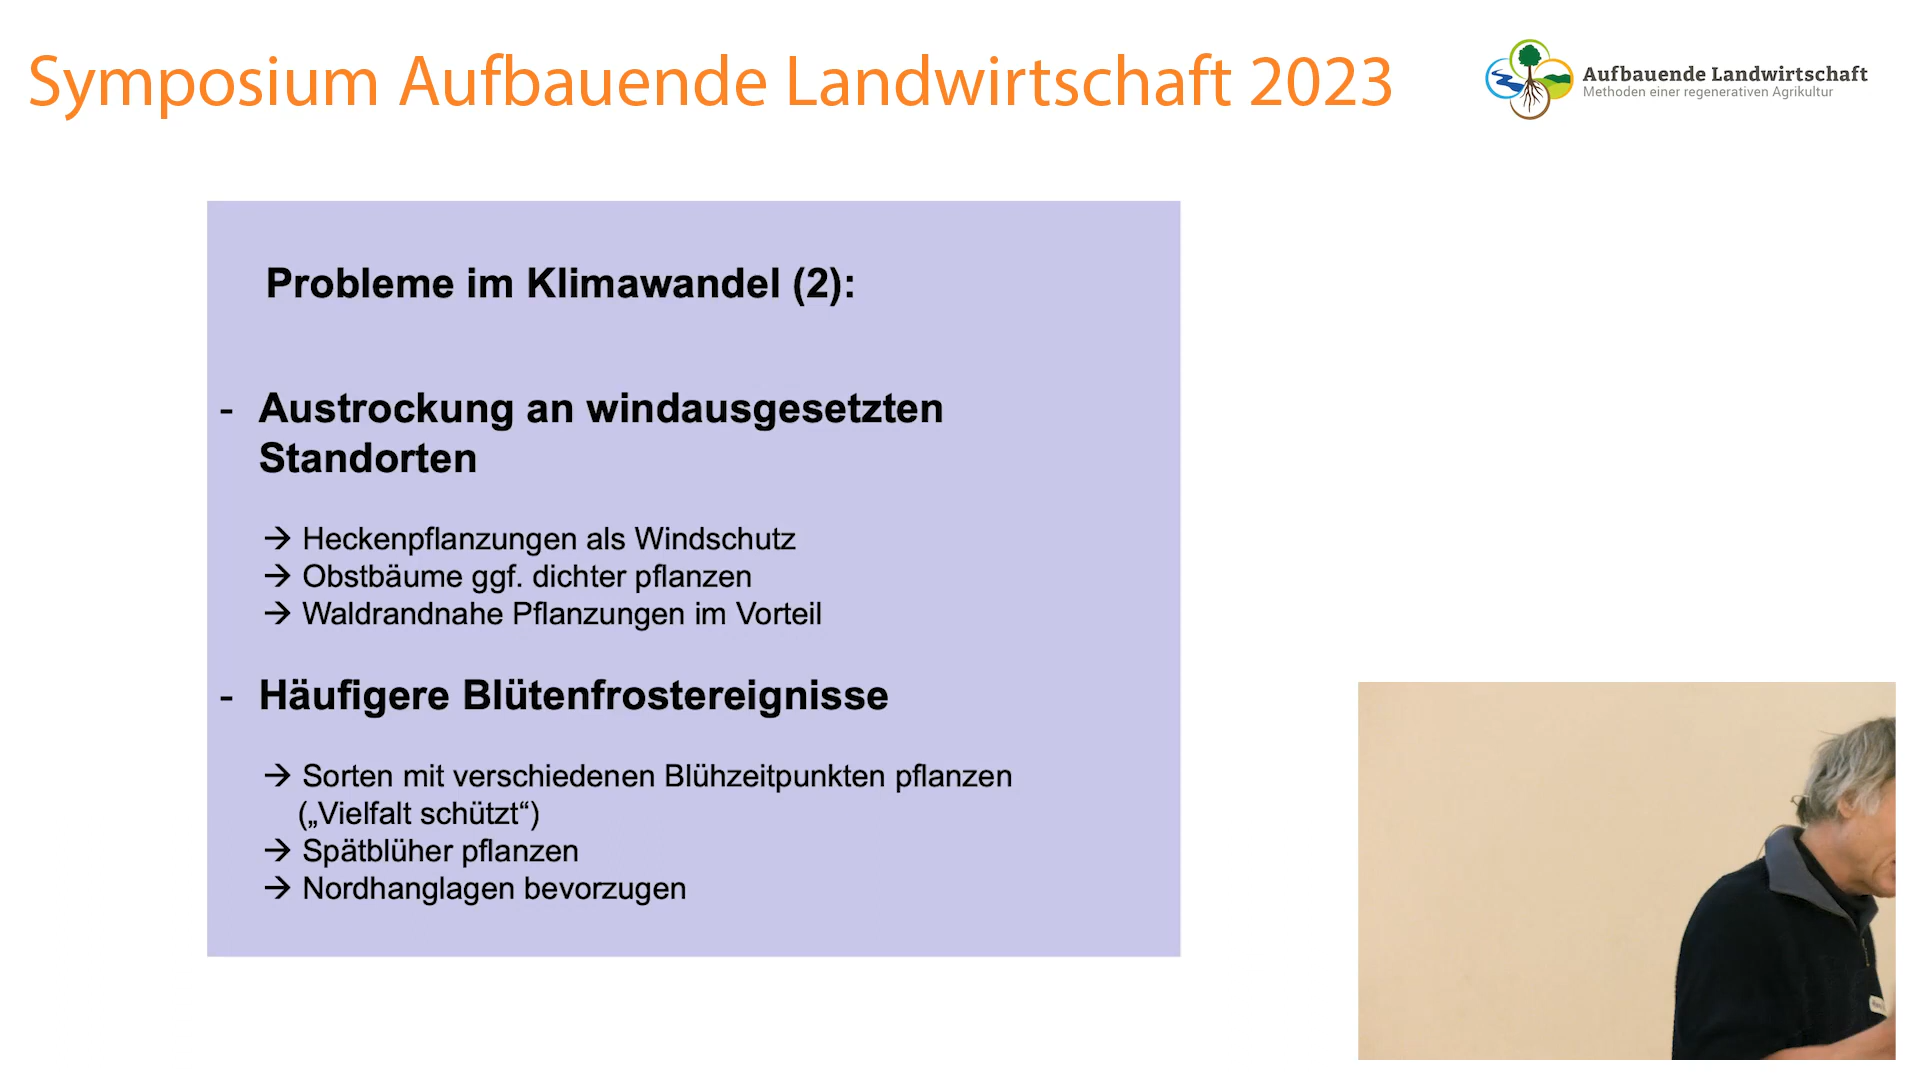 Symposium Aufbauende Landwirtschaft 2023
Aufbauende Landwirtschaft
Methoden einer regenerativen Agrikultur
Probleme im Klimawandel (2):
- Austrockung an windausgesetzten
Standorten
→ Heckenpflanzungen als Windschutz
→ Obstbäume ggf. dichter pflanzen
→ Waldrandnahe Pflanzungen im Vorteil
- Häufigere Blütenfrostereignisse
→ Sorten mit verschiedenen Blühzeitpunkten pflanzen
(„Vielfalt schützt“)
→ Spätblüher pflanzen
→ Nordhanglagen bevorzugen